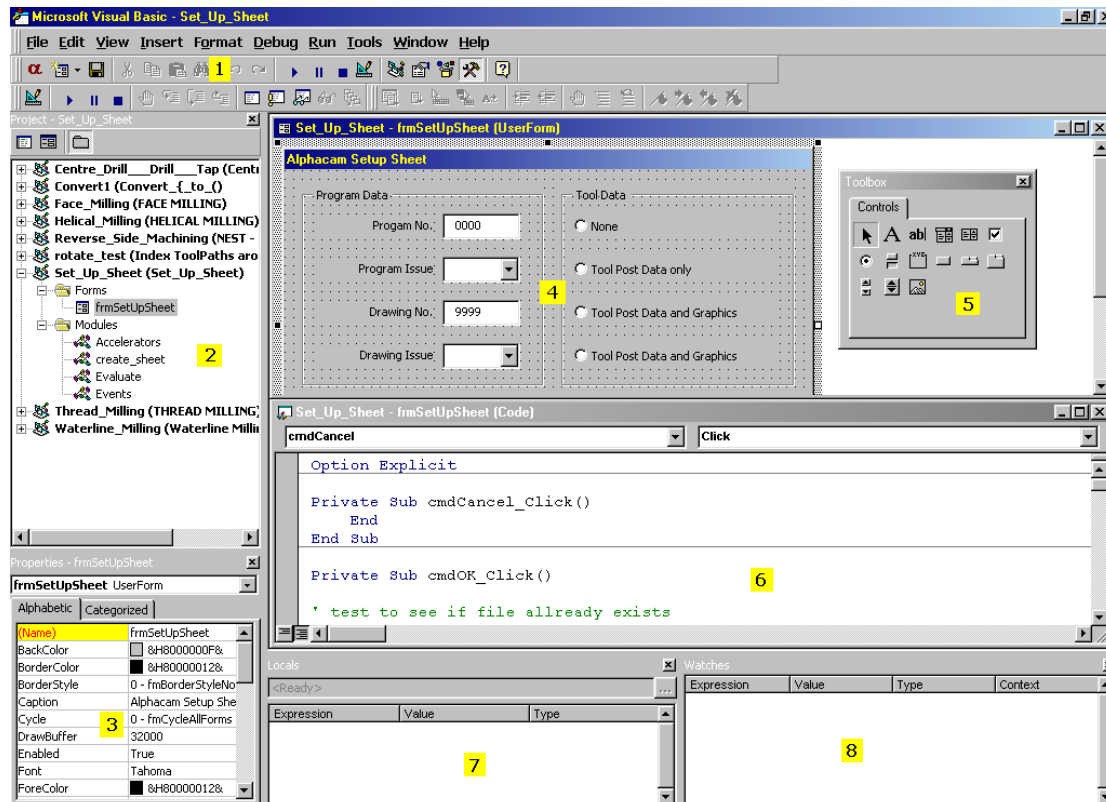 Microsoft Visual Basic - Set_Up_Sheet
File Edit View Insert Format Debug Run Tools Window Help
1
Project - Set_Up_Sheet
Centre_Drill___Drill___Tap (Centr
Convert1 (Convert_{_to_()
Face_Milling (FACE MILLING)
Helical_Milling (HELICAL MILLING)
Reverse_Side_Machining (NEST -
rotate_test (Index ToolPaths aro
Set_Up_Sheet (Set_Up_Sheet)
Forms
frmSetUpSheet
Modules
Accelerators
create_sheet
Evaluate
Events
2
Thread_Milling (THREAD MILLING)
Waterline_Milling (Waterline Millin
Properties - frmSetUpSheet
frmSetUpSheet UserForm
Alphabetic Categorized
(Name) frmSetUpSheet
BackColor &H8000000F&
BorderColor &H80000012&
BorderStyle 0 - fmBorderStyleNo
Caption Alphacam Setup She
Cycle 0 - fmCycleAllForms
3
DrawBuffer 32000
Enabled True
Font Tahoma
ForeColor &H80000012&
Set_Up_Sheet - frmSetUpSheet (UserForm)
Alphacam Setup Sheet
Program Data
Progam No. 0000
Program Issue
Drawing No. 9999
Drawing Issue
4
Tool Data
None
Tool Post Data only
Tool Post Data and Graphics
Tool Post Data and Graphics
Toolbox
Controls
A ab|
XYZ
5
Set_Up_Sheet - frmSetUpSheet (Code)
cmdCancel Click
Option Explicit
Private Sub cmdCancel_Click()
End
End Sub
Private Sub cmdOK_Click()
6
' test to see if file allready exists
Locals
<Ready> ...
Expression Value Type
7
Watches
Expression Value Type Context
8